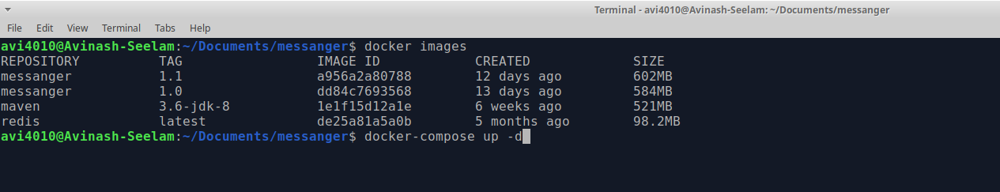 Terminal - avi4010@Avinash-Seelam: ~/Documents/messanger
File Edit View Terminal Tabs Help
avi4010@Avinash-Seelam:~/Documents/messanger$ docker images
REPOSITORY TAG IMAGE ID CREATED SIZE
messanger 1.1 a956a2a80788 12 days ago 602MB
messanger 1.0 dd84c7693568 13 days ago 584MB
maven 3.6-jdk-8 1e1f15d12a1e 6 weeks ago 521MB
redis latest de25a81a5a0b 5 months ago 98.2MB
avi4010@Avinash-Seelam:~/Documents/messanger$ docker-compose up -d